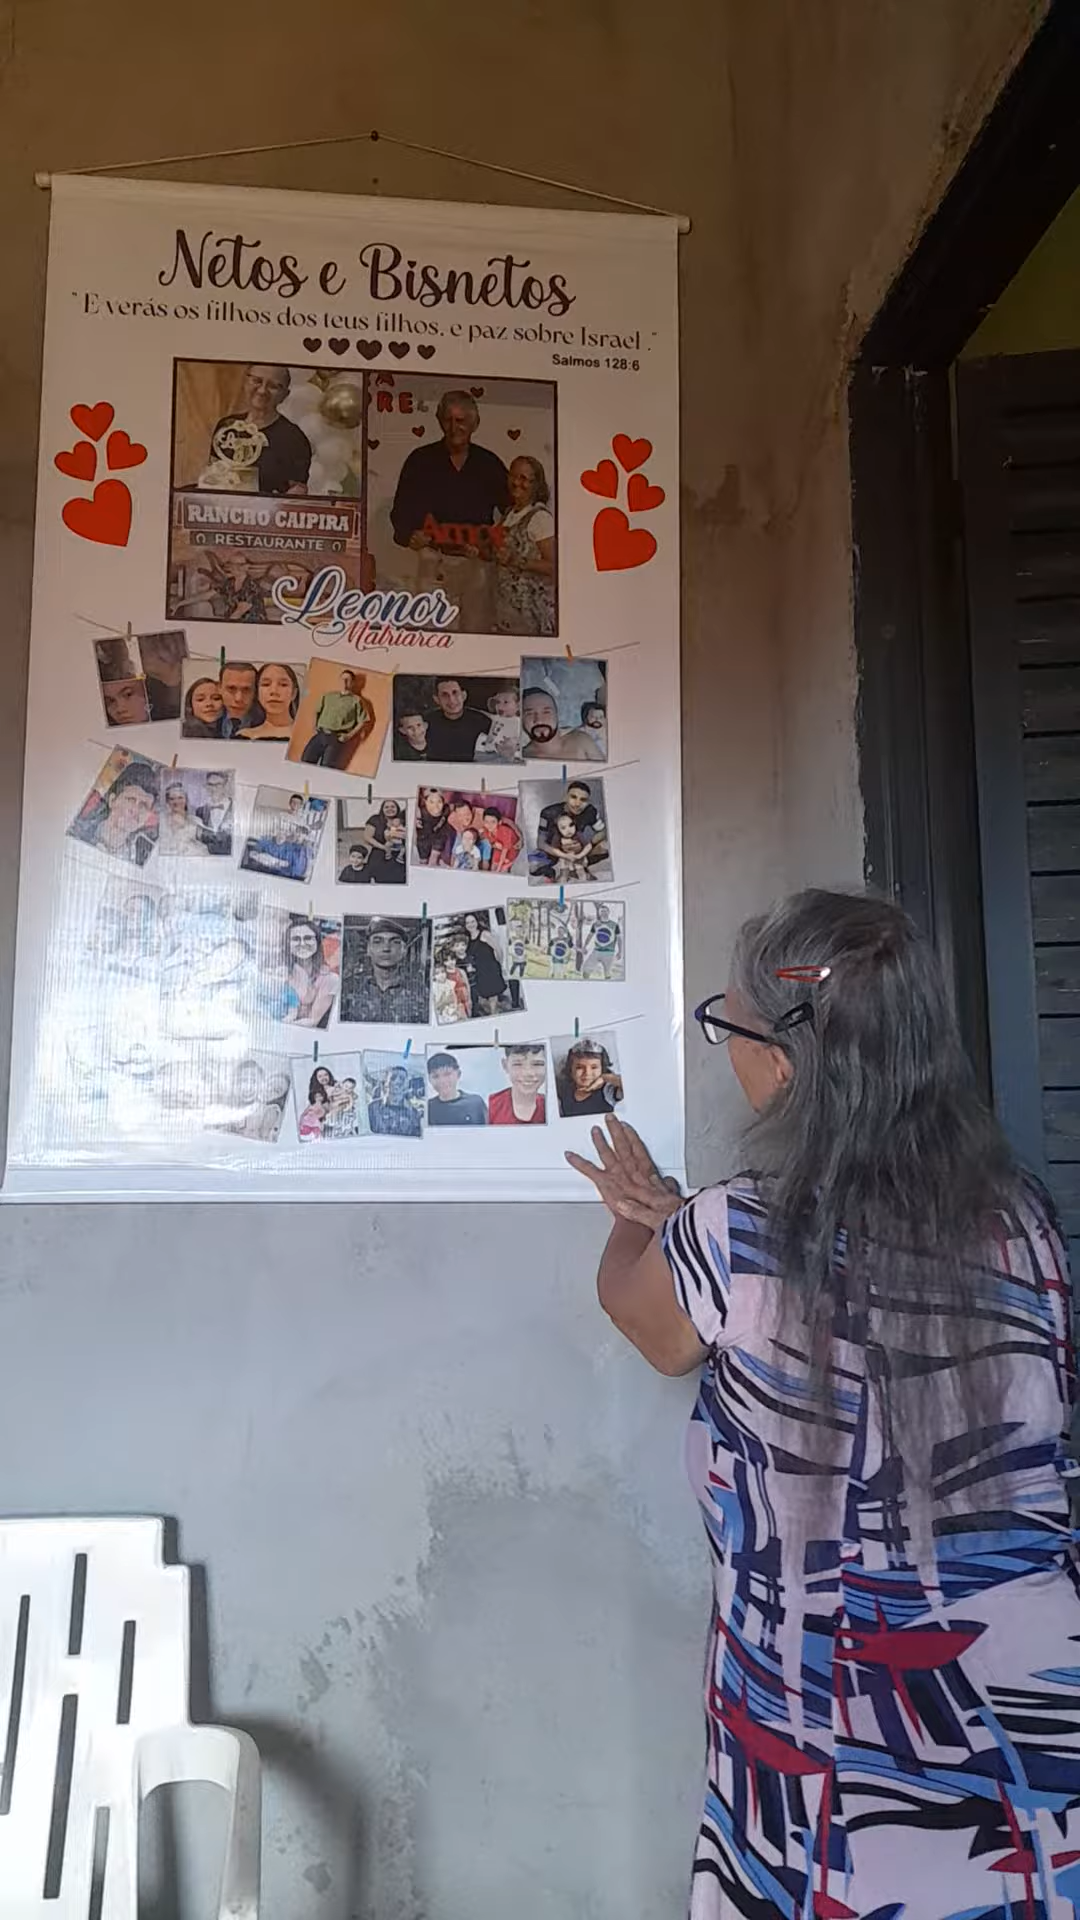 Netos e Bisnetos
"E verás os filhos dos teus filhos, e paz sobre Israel."
Salmos 128:6
RANCHO CAIPIRA
RESTAURANTE
Amor
Leonor
Matriarca